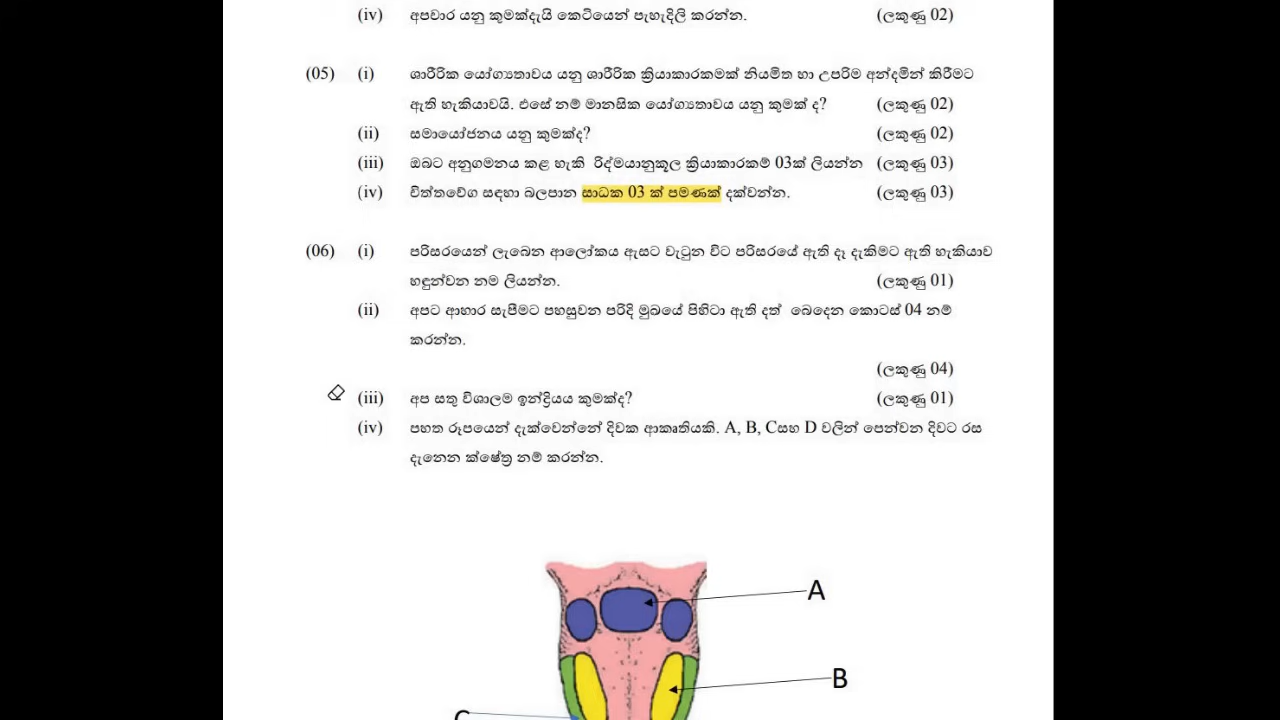 (iv) අපචාර යනු කුමක්දැයි කෙටියෙන් පැහැදිලි කරන්න. (ලකුණු 02)
(05) (i) ශාරීරික යෝග්‍යතාවය යනු ශාරීරික ක්‍රියාකාරකමක් නියමිත හා උපරිම අන්දමින් කිරීමට
ඇති හැකියාවයි. එසේ නම් මානසික යෝග්‍යතාවය යනු කුමක් ද? (ලකුණු 02)
(ii) සමායෝජනය යනු කුමක්ද? (ලකුණු 02)
(iii) ඔබට අනුගමනය කළ හැකි රිද්මයානුකූල ක්‍රියාකාරකම් 03ක් ලියන්න (ලකුණු 03)
(iv) චිත්තවේග සඳහා බලපාන සාධක 03 ක් පමණක් දක්වන්න. (ලකුණු 03)
(06) (i) පරිසරයෙන් ලැබෙන ආලෝකය ඇසට වැටුන විට පරිසරයේ ඇති දෑ දැකිමට ඇති හැකියාව
හඳුන්වන නම ලියන්න. (ලකුණු 01)
(ii) අපට ආහාර සැපීමට පහසුවන පරිදි මුඛයේ පිහිටා ඇති දත් බෙදෙන කොටස් 04 නම්
කරන්න.
(ලකුණු 04)
(iii) අප සතු විශාලම ඉන්ද්‍රියය කුමක්ද? (ලකුණු 01)
(iv) පහත රූපයෙන් දැක්වෙන්නේ දිවක ආකෘතියකි. A, B, Cසහ D වලින් පෙන්වන දිවට රස
දැනෙන ක්ෂේත්‍ර නම් කරන්න.
A
B
C